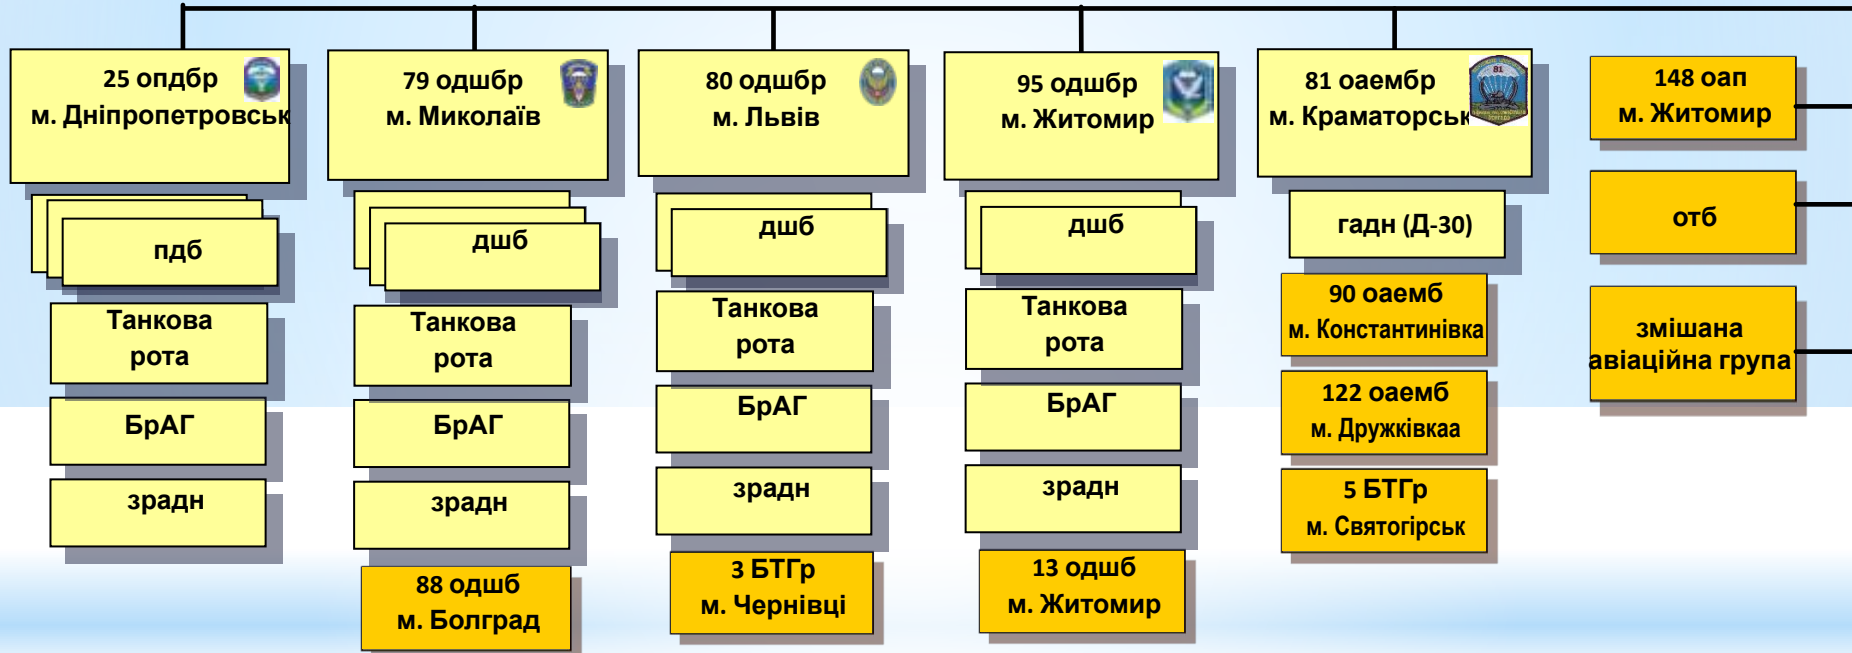 25 опдбр
м. Дніпропетровськ
пдб
Танкова
рота
БрАГ
зрадн
79 одшбр
м. Миколаїв
дшб
Танкова
рота
БрАГ
зрадн
88 одшб
м. Болград
80 одшбр
м. Львів
дшб
Танкова
рота
БрАГ
зрадн
3 БТГр
м. Чернівці
95 одшбр
м. Житомир
дшб
Танкова
рота
БрАГ
зрадн
13 одшб
м. Житомир
81 оаембр
м. Краматорськ
81
гадн (Д-30)
90 оаемб
м. Константинівка
122 оаемб
м. Дружківкаа
5 БТГр
м. Святогірськ
148 оап
м. Житомир
отб
змішана
авіаційна група